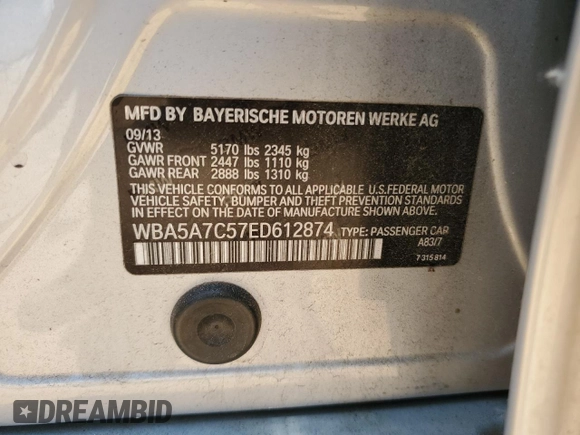 MFD BY BAYERISCHE MOTOREN WERKE AG
09/13
GVWR 5170 lbs 2345 kg
GAWR FRONT 2447 lbs 1110 kg
GAWR REAR 2888 lbs 1310 kg
THIS VEHICLE CONFORMS TO ALL APPLICABLE U.S.FEDERAL MOTOR
VEHICLE SAFETY, BUMPER AND THEFT PREVENTION STANDARDS
IN EFFECT ON THE DATE OF MANUFACTURE SHOWN ABOVE.
WBA5A7C57ED612874 TYPE: PASSENGER CAR
A83/7
7 315 814
DREAMBID